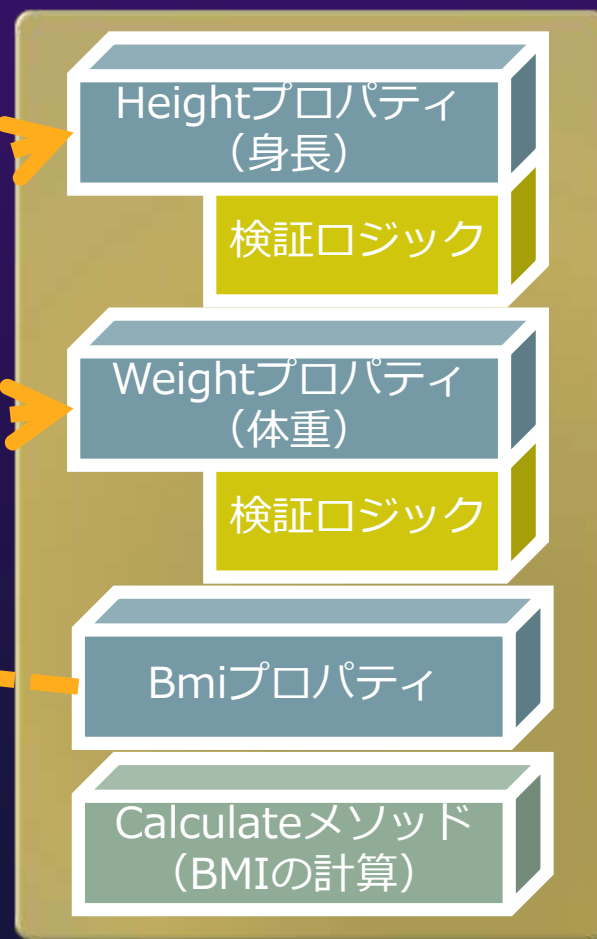 Heightプロパティ
（身長）
検証ロジック
Weightプロパティ
（体重）
検証ロジック
Bmiプロパティ
Calculateメソッド
（BMIの計算）